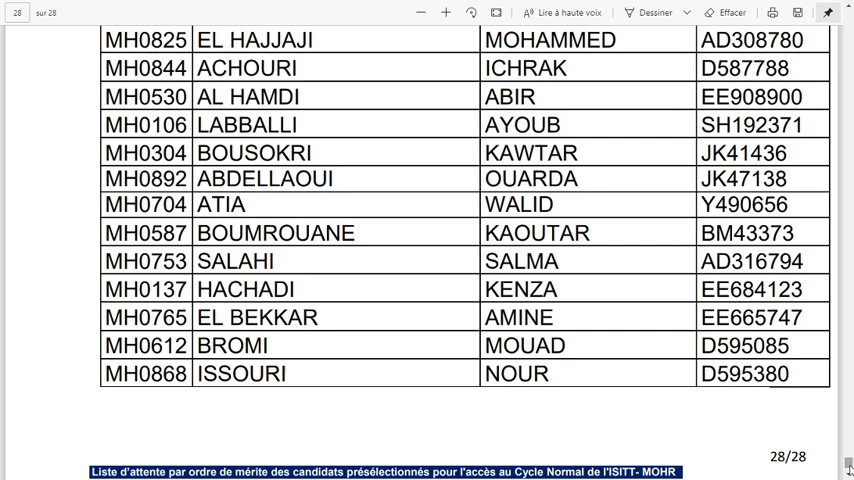 28 sur 28 Lire à haute voix Dessiner Effacer
MH0825 EL HAJJAJI MOHAMMED AD308780
MH0844 ACHOURI ICHRAK D587788
MH0530 AL HAMDI ABIR EE908900
MH0106 LABBALLI AYOUB SH192371
MH0304 BOUSOKRI KAWTAR JK41436
MH0892 ABDELLAOUI OUARDA JK47138
MH0704 ATIA WALID Y490656
MH0587 BOUMROUANE KAOUTAR BM43373
MH0753 SALAHI SALMA AD316794
MH0137 HACHADI KENZA EE684123
MH0765 EL BEKKAR AMINE EE665747
MH0612 BROMI MOUAD D595085
MH0868 ISSOURI NOUR D595380
28/28
Liste d'attente par ordre de mérite des candidats présélectionnés pour l'accès au Cycle Normal de l'ISITT- MOHR